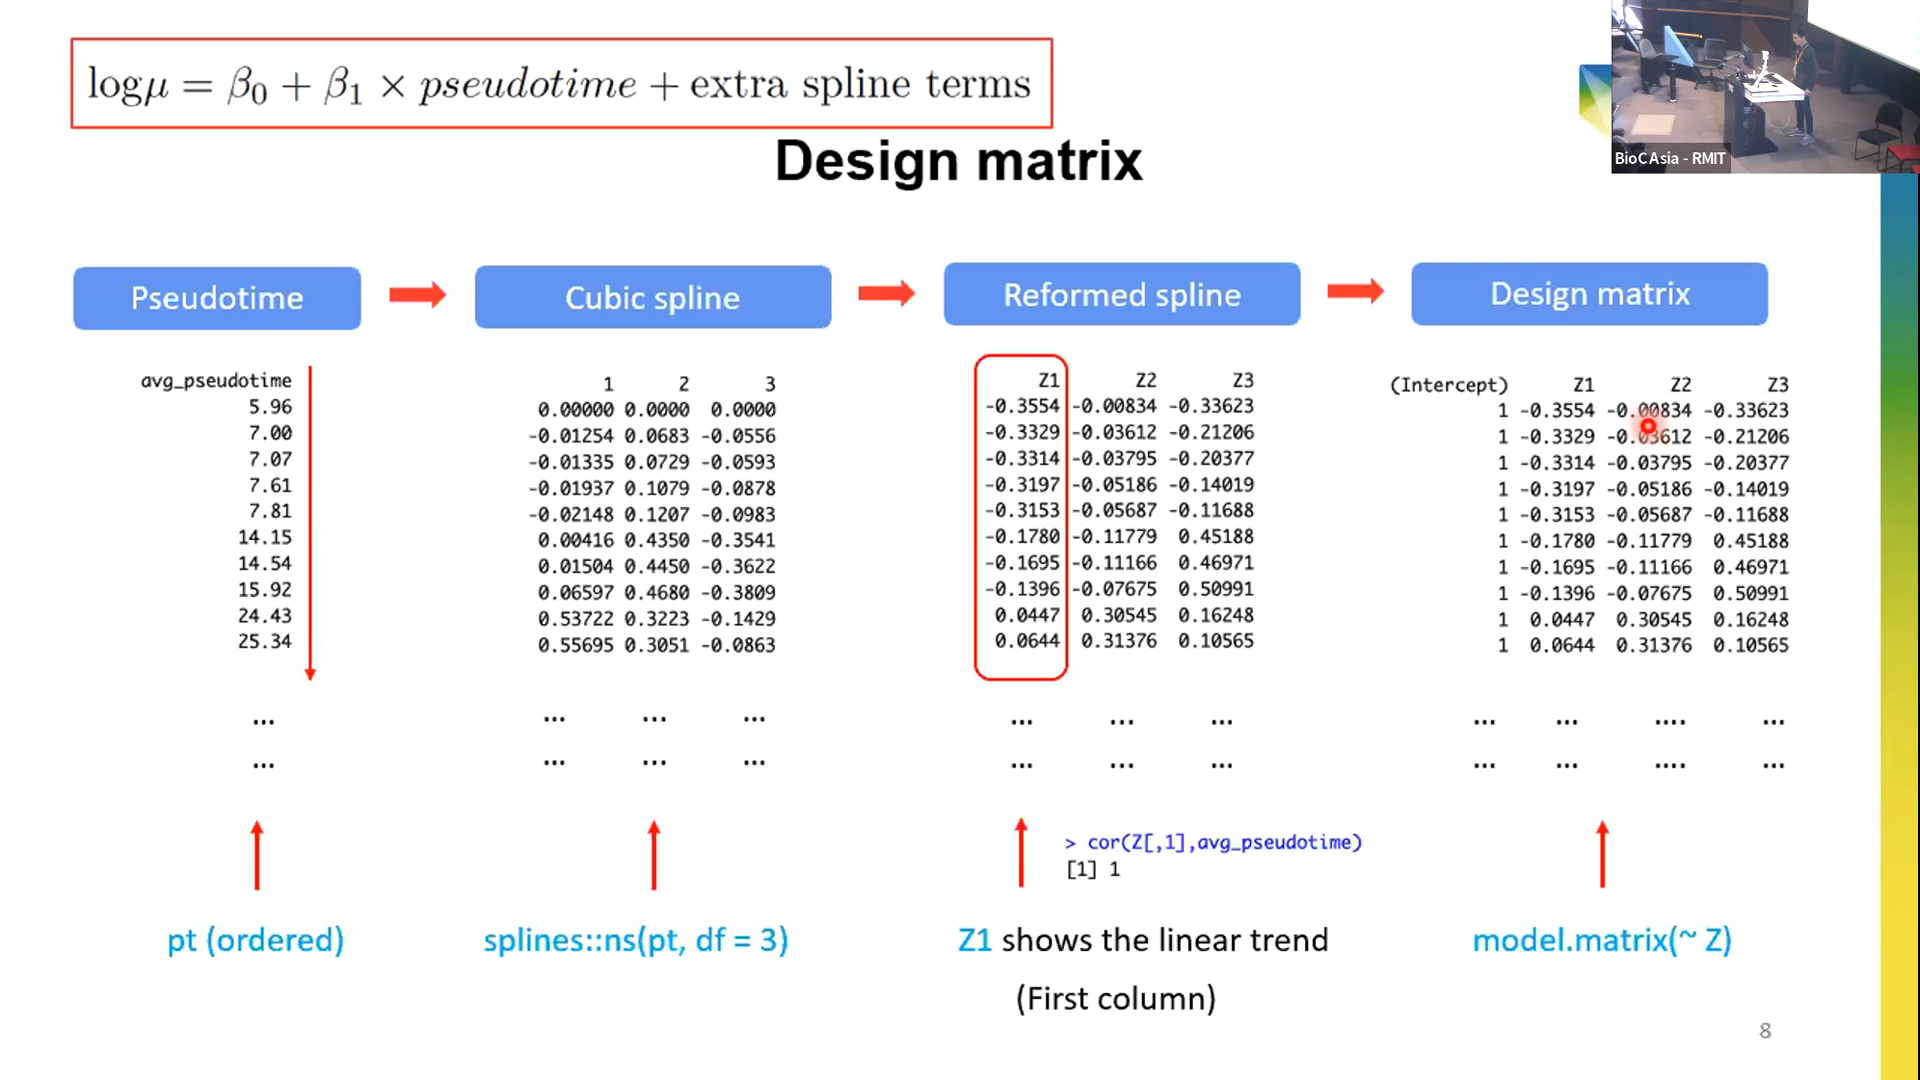 logμ = β0 + β1 × pseudotime + extra spline terms
BioCAsia - RMIT
Design matrix
Pseudotime
Cubic spline
Reformed spline
Design matrix
avg_pseudotime
5.96
7.00
7.07
7.61
7.81
14.15
14.54
15.92
24.43
25.34
...
...
1 2 3
0.00000 0.0000 0.0000
-0.01254 0.0683 -0.0556
-0.01335 0.0729 -0.0593
-0.01937 0.1079 -0.0878
-0.02148 0.1207 -0.0983
0.00416 0.4350 -0.3541
0.01504 0.4450 -0.3622
0.06597 0.4680 -0.3809
0.53722 0.3223 -0.1429
0.55695 0.3051 -0.0863
... ... ...
... ... ...
Z1 Z2 Z3
-0.3554 -0.00834 -0.33623
-0.3329 -0.03612 -0.21206
-0.3314 -0.03795 -0.20377
-0.3197 -0.05186 -0.14019
-0.3153 -0.05687 -0.11688
-0.1780 -0.11779 0.45188
-0.1695 -0.11166 0.46971
-0.1396 -0.07675 0.50991
0.0447 0.30545 0.16248
0.0644 0.31376 0.10565
... ... ...
... ... ...
(Intercept) Z1 Z2 Z3
1 -0.3554 -0.00834 -0.33623
1 -0.3329 -0.03612 -0.21206
1 -0.3314 -0.03795 -0.20377
1 -0.3197 -0.05186 -0.14019
1 -0.3153 -0.05687 -0.11688
1 -0.1780 -0.11779 0.45188
1 -0.1695 -0.11166 0.46971
1 -0.1396 -0.07675 0.50991
1 0.0447 0.30545 0.16248
1 0.0644 0.31376 0.10565
... ... .... ...
... ... .... ...
> cor(Z[,1],avg_pseudotime)
[1] 1
pt (ordered)
splines::ns(pt, df = 3)
Z1 shows the linear trend
(First column)
model.matrix(~ Z)
8